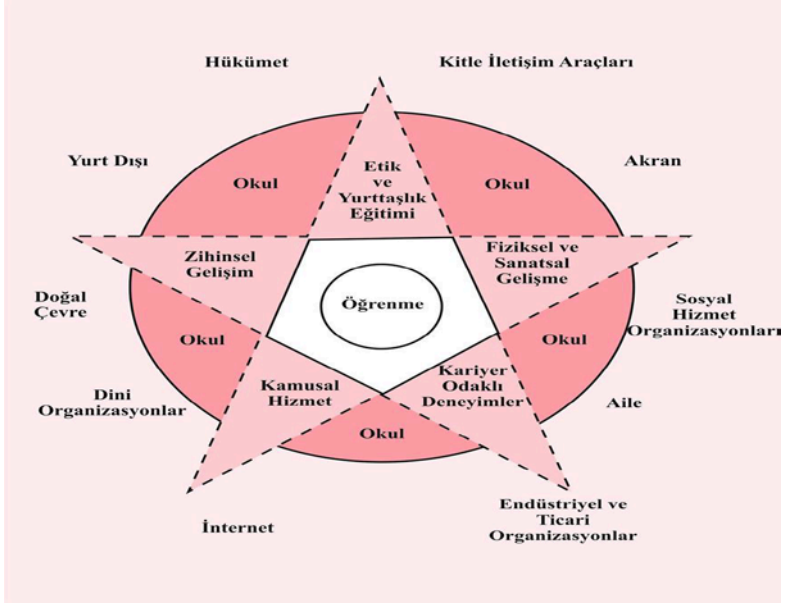 Hükümet
Kitle İletişim Araçları
Yurt Dışı
Akran
Etik
ve
Yurttaşlık
Eğitimi
Okul
Okul
Zihinsel
Gelişim
Fiziksel ve
Sanatsal
Gelişme
Öğrenme
Doğal
Çevre
Sosyal
Hizmet
Organizasyonları
Okul
Okul
Kamusal
Hizmet
Kariyer
Odaklı
Deneyimler
Dini
Organizasyonlar
Aile
Okul
İnternet
Endüstriyel ve
Ticari
Organizasyonlar